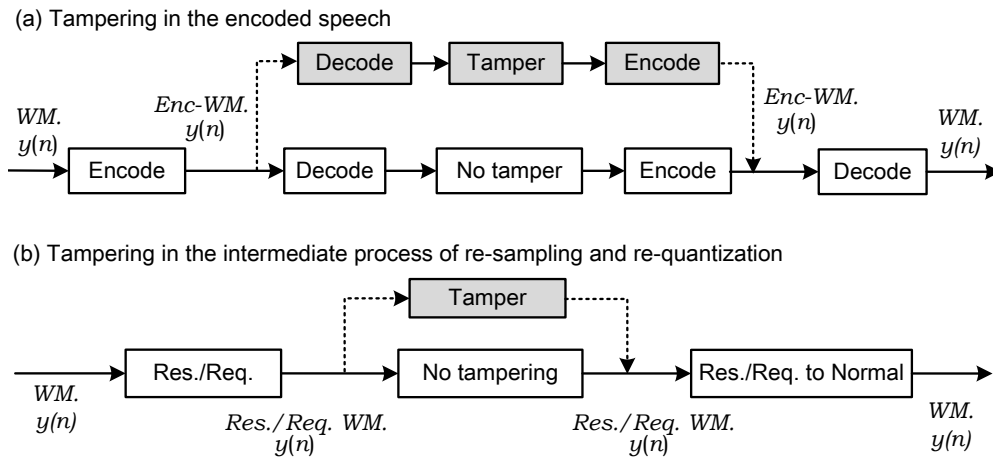 (a) Tampering in the encoded speech
Decode
Tamper
Encode
WM.
y(n)
Enc-WM.
y(n)
Enc-WM.
y(n)
WM.
y(n)
Encode
Decode
No tamper
Encode
Decode
(b) Tampering in the intermediate process of re-sampling and re-quantization
Tamper
Res./Req.
No tampering
Res./Req. to Normal
WM.
y(n)
Res./Req. WM.
y(n)
Res./Req. WM.
y(n)
WM.
y(n)